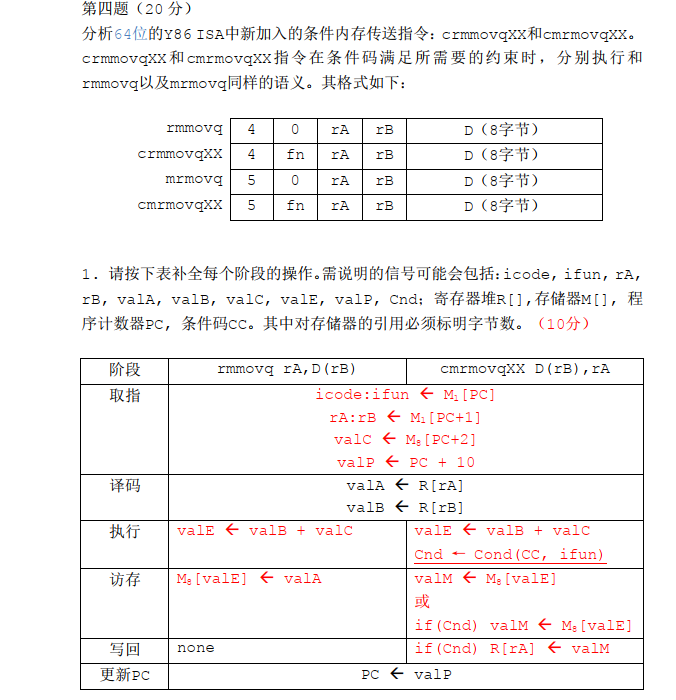 第四题（20 分）
分析64位的Y86 ISA中新加入的条件内存传送指令：crmmovqXX和cmrmovqXX。
crmmovqXX和cmrmovqXX指令在条件码满足所需要的约束时，分别执行和
rmmovq以及mrmovq同样的语义。其格式如下：
rmmovq 4 0 rA rB D（8字节）
crmmovqXX 4 fn rA rB D（8字节）
mrmovq 5 0 rA rB D（8字节）
cmrmovqXX 5 fn rA rB D（8字节）
1．请按下表补全每个阶段的操作。需说明的信号可能会包括：icode, ifun, rA,
rB, valA, valB, valC, valE, valP, Cnd；寄存器堆R[],存储器M[], 程
序计数器PC, 条件码CC。其中对存储器的引用必须标明字节数。（10分）
阶段 rmmovq rA,D(rB) cmrmovqXX D(rB),rA
取指 icode:ifun ← M₁[PC]
rA:rB ← M₁[PC+1]
valC ← M₈[PC+2]
valP ← PC + 10
译码 valA ← R[rA]
valB ← R[rB]
执行 valE ← valB + valC valE ← valB + valC
Cnd ← Cond(CC, ifun)
访存 M₈[valE] ← valA valM ← M₈[valE]
或
if(Cnd) valM ← M₈[valE]
写回 none if(Cnd) R[rA] ← valM
更新PC PC ← valP